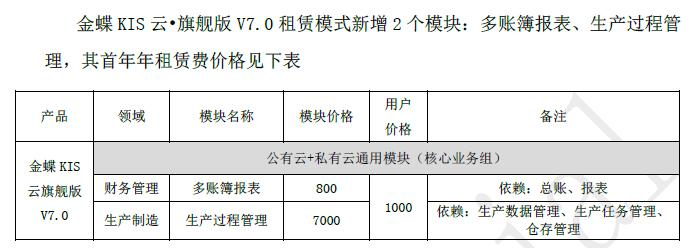 金蝶 KIS 云•旗舰版 V7.0 租赁模式新增 2 个模块：多账簿报表、生产过程管
理，其首年年租赁费价格见下表
产品 领域 模块名称 模块价格 用户价格 备注
金蝶 KIS 云旗舰版 V7.0
公有云+私有云通用模块（核心业务组）
财务管理 多账簿报表 800 1000 依赖：总账、报表
生产制造 生产过程管理 7000 依赖：生产数据管理、生产任务管理、
仓存管理